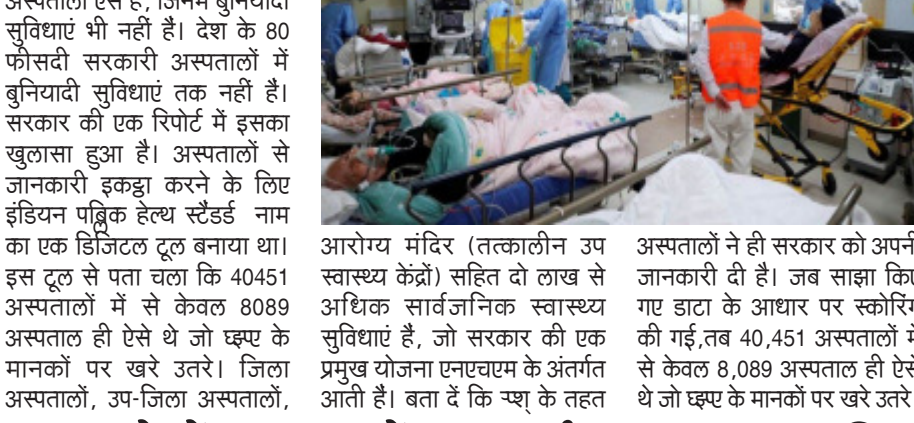 अस्पतालों ऐसे हैं, जिनमें बुनियादी
सुविधाएं भी नहीं हैं। देश के 80
फीसदी सरकारी अस्पतालों में
बुनियादी सुविधाएं तक नहीं हैं।
सरकार की एक रिपोर्ट में इसका
खुलासा हुआ है। अस्पतालों से
जानकारी इकट्ठा करने के लिए
इंडियन पब्लिक हेल्थ स्टैंडर्ड नाम
का एक डिजिटल टूल बनाया था।
इस टूल से पता चला कि 40451
अस्पतालों में से केवल 8089
अस्पताल ही ऐसे थे जो घ्झ्प्ए के
मानकों पर खरे उतरे। जिला
अस्पतालों, उप-जिला अस्पतालों,
आरोग्य मंदिर (तत्कालीन उप
स्वास्थ्य केंद्रों) सहित दो लाख से
अधिक सार्वजनिक स्वास्थ्य
सुविधाएं हैं, जो सरकार की एक
प्रमुख योजना एनएचएम के अंतर्गत
आती हैं। बता दें कि के तहत
अस्पतालों ने ही सरकार को अपनी
जानकारी दी है। जब साझा किए
गए डाटा के आधार पर स्कोरिंग
की गई,तब 40,451 अस्पतालों में
से केवल 8,089 अस्पताल ही ऐसे
थे जो घ्झ्प्ए के मानकों पर खरे उतरे